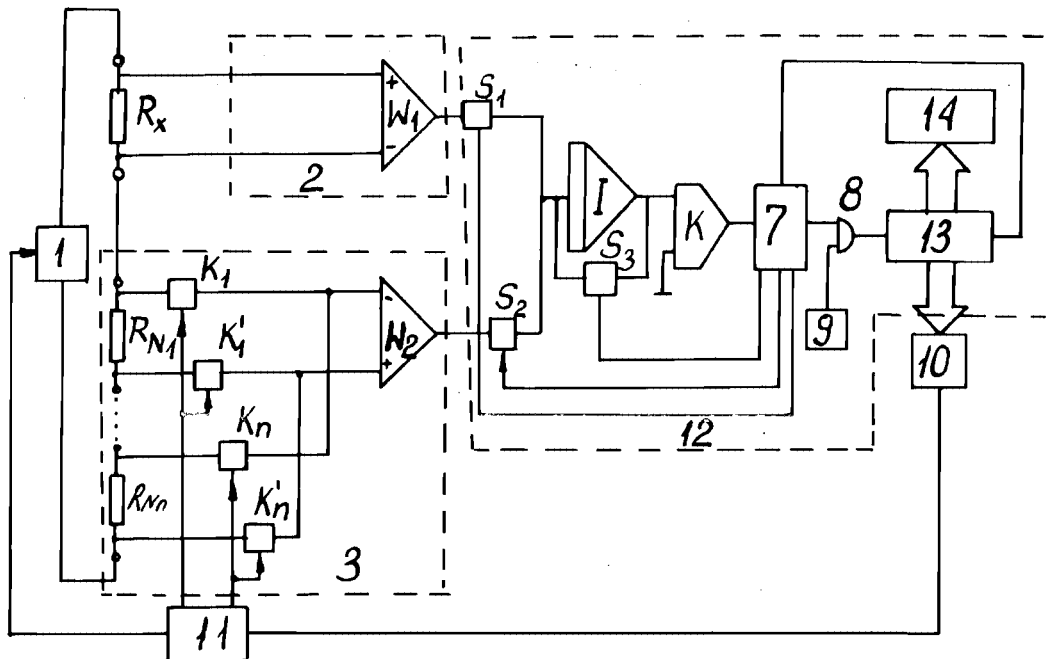 R_x
+
W_1
-
2
S_1
14
I
K
7
8
13
S_3
1
K_1
-
S_2
9
10
R_N1
K'_1
W_2
+
12
K_n
R_Nn
K'_n
3
11